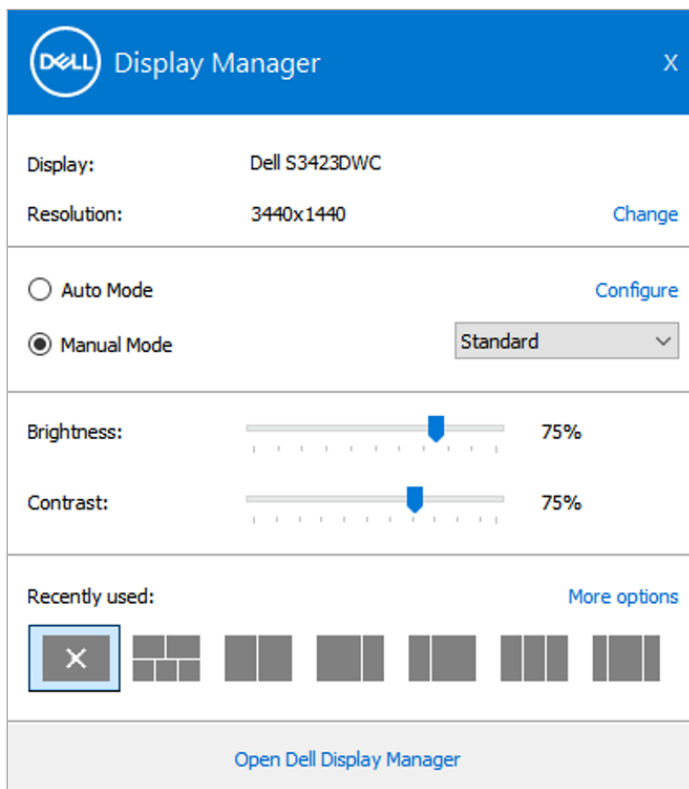 DELL Display Manager X
Display: Dell S3423DWC
Resolution: 3440x1440 Change
Auto Mode Configure
Manual Mode Standard
Brightness: 75%
Contrast: 75%
Recently used: More options
Open Dell Display Manager